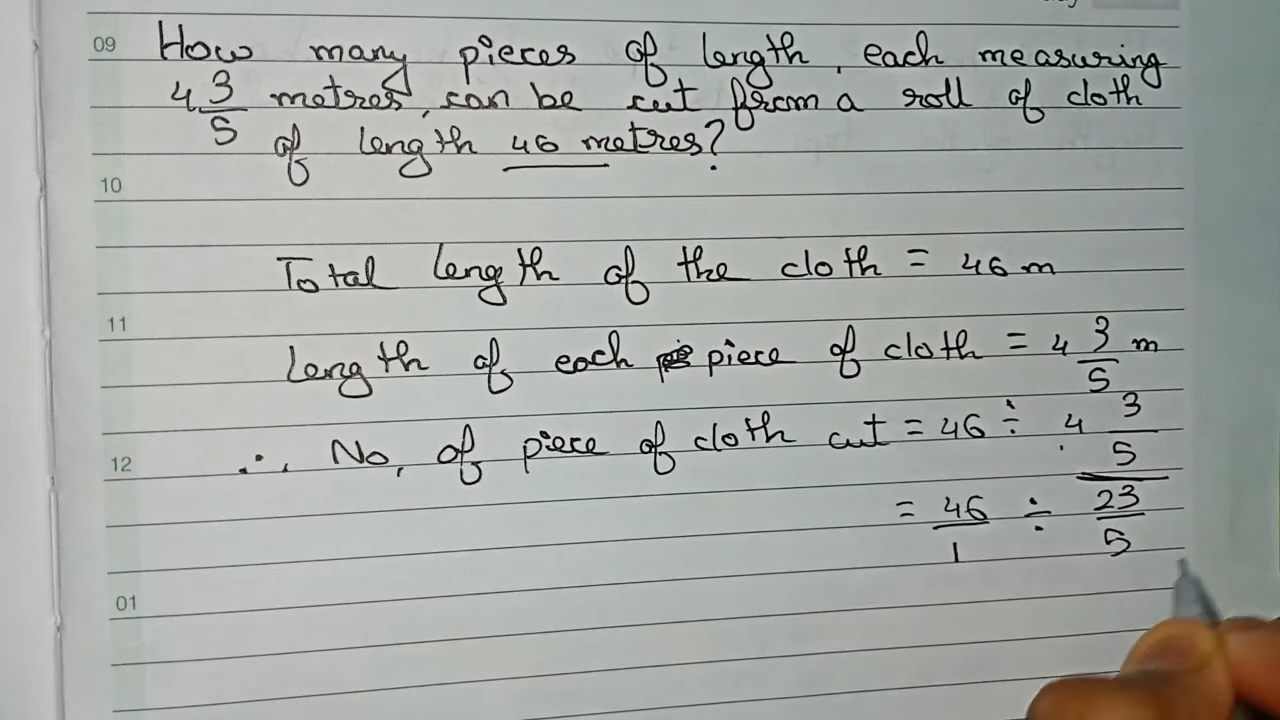 09 How many pieces of length, each measuring
4 3/5 metres, can be cut from a roll of cloth
of length 46 metres?
10
Total length of the cloth = 46 m
11
Length of each piece of cloth = 4 3/5 m
12 ∴ No, of piece of cloth cut = 46 ÷ 4 3/5
= 46/1 ÷ 23/5
01